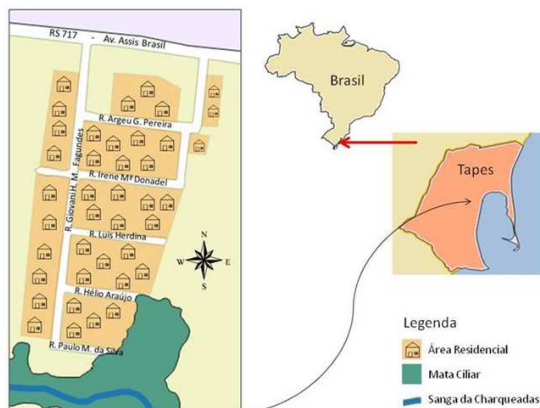 RS 717 - Av. Assis Brasil
R. Argeu G. Pereira
R. Irene Mª Donadel
R. Giovani H. M. Fagundes
R. Luis Herdina
R. Hélio Araújo
R. Paulo M. da Silva
N
W E
S
Brasil
Tapes
Legenda
Área Residencial
Mata Ciliar
Sanga da Charqueadas